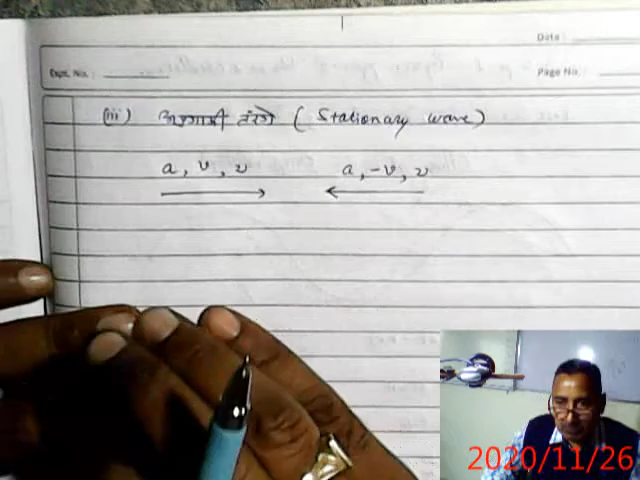 Date :
Expt. No. :
Page No. :
(iii) अप्रगामी तरंगे ( Stationary wave )
a, v, ν
a, -v, ν
2020/11/26